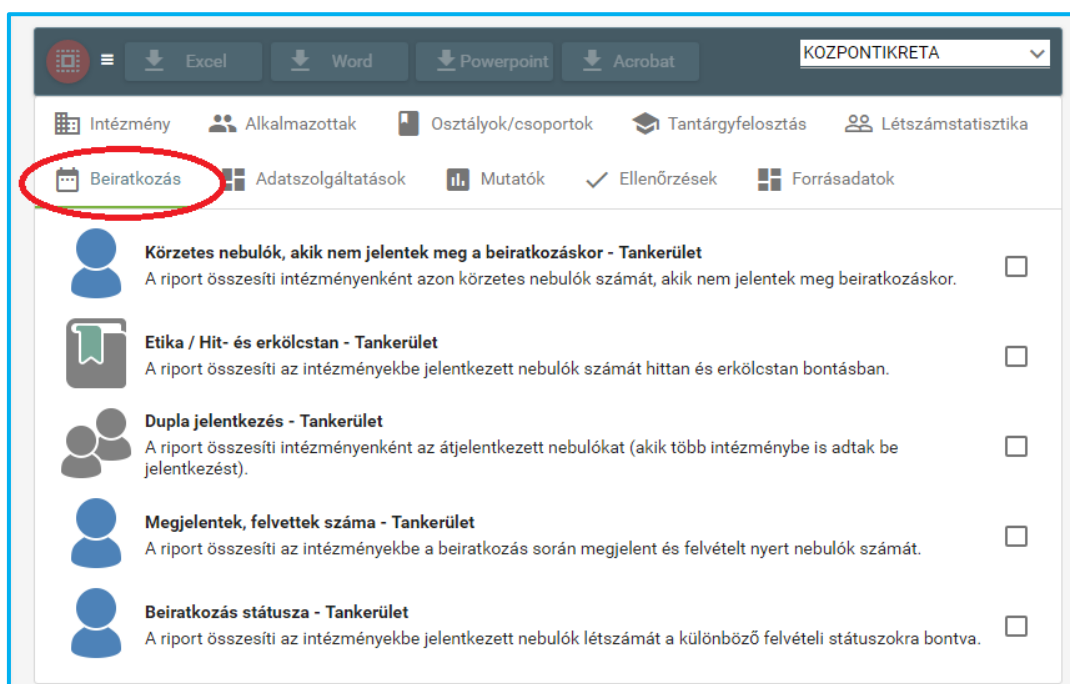 Excel Word Powerpoint Acrobat KOZPONTIKRETA
Intézmény Alkalmazottak Osztályok/csoportok Tantárgyfelosztás Létszámstatisztika
Beiratkozás Adatszolgáltatások Mutatók Ellenőrzések Forrásadatok
Körzetes nebulók, akik nem jelentek meg a beiratkozáskor - Tankerület
A riport összesíti intézményenként azon körzetes nebulók számát, akik nem jelentek meg beiratkozáskor.
Etika / Hit- és erkölcstan - Tankerület
A riport összesíti az intézményekbe jelentkezett nebulók számát hittan és erkölcstan bontásban.
Dupla jelentkezés - Tankerület
A riport összesíti intézményenként az átjelentkezett nebulókat (akik több intézménybe is adtak be
jelentkezést).
Megjelentek, felvettek száma - Tankerület
A riport összesíti az intézményekbe a beiratkozás során megjelent és felvételt nyert nebulók számát.
Beiratkozás státusza - Tankerület
A riport összesíti az intézményekbe jelentkezett nebulók létszámát a különböző felvételi státuszokra bontva.